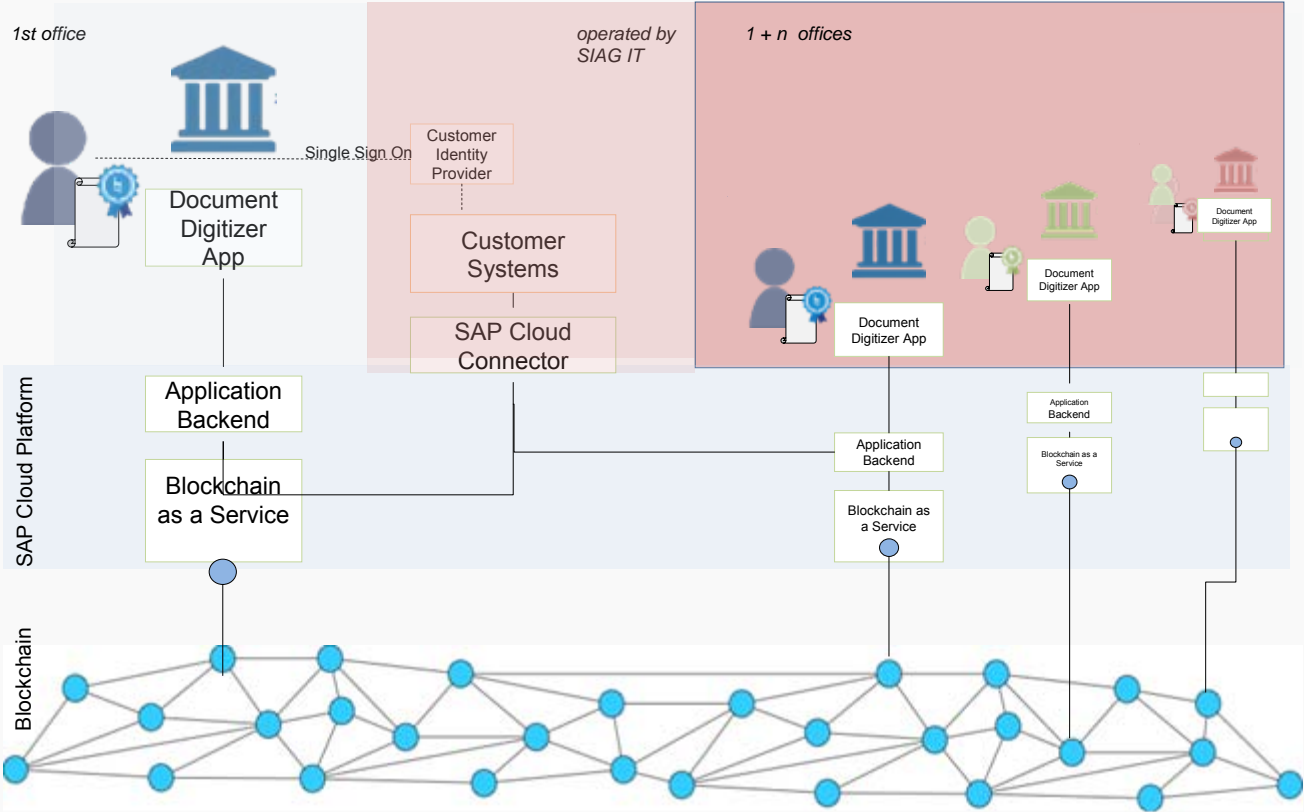 1st office
operated by
SIAG IT
1 + n offices
Single Sign On
Customer
Identity
Provider
Document
Digitizer
App
Customer
Systems
SAP Cloud
Connector
Document
Digitizer App
Document
Digitizer App
Document
Digitizer App
SAP Cloud Platform
Application
Backend
Blockchain
as a Service
Application
Backend
Blockchain as
a Service
Application
Backend
Blockchain as a
Service
Blockchain